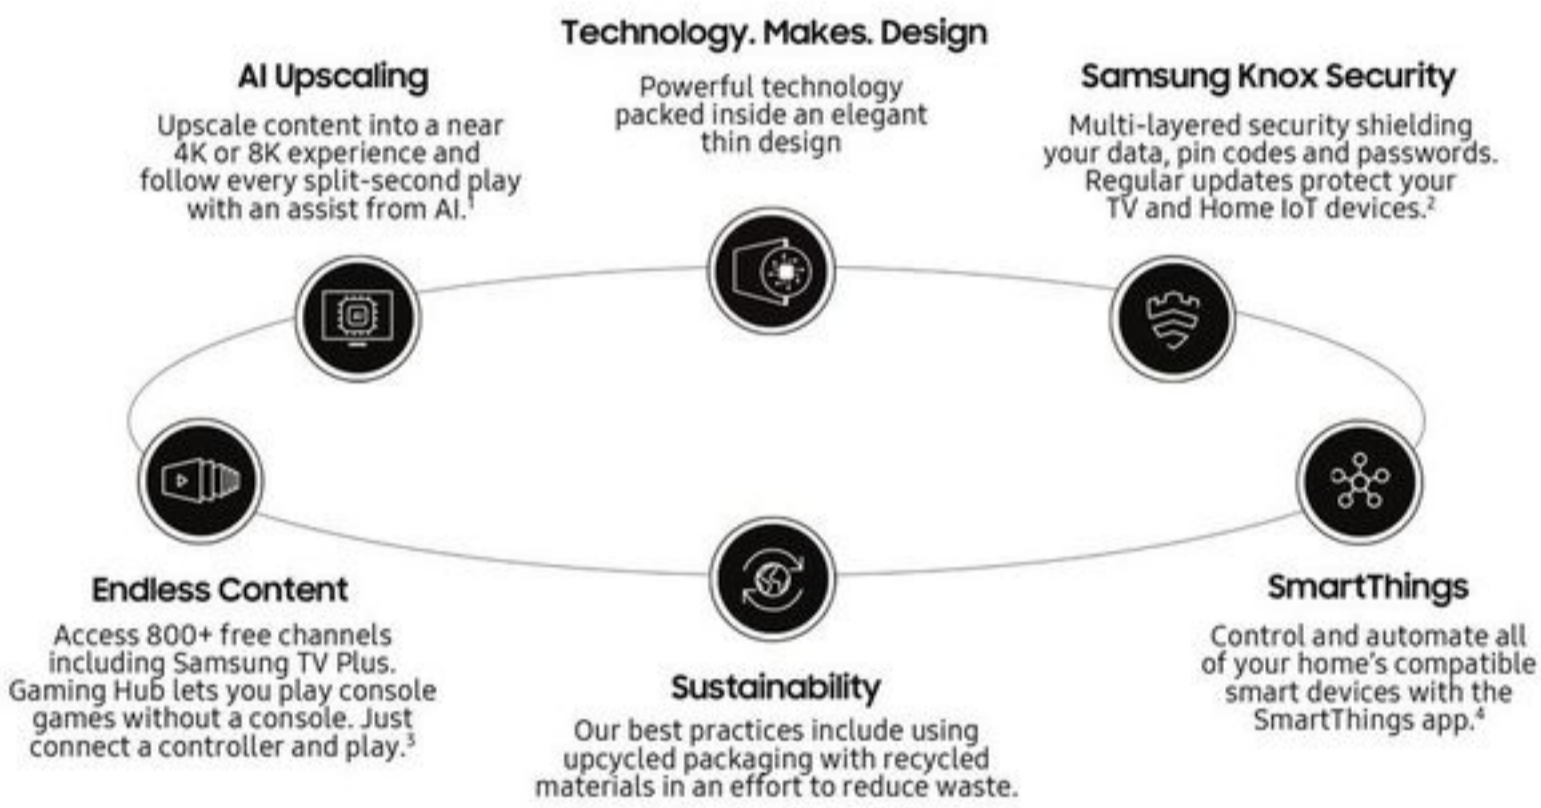 Technology. Makes. Design
Powerful technology
packed inside an elegant
thin design
AI Upscaling
Upscale content into a near
4K or 8K experience and
follow every split-second play
with an assist from AI.¹
Samsung Knox Security
Multi-layered security shielding
your data, pin codes and passwords.
Regular updates protect your
TV and Home IoT devices.²
AI
Endless Content
Access 800+ free channels
including Samsung TV Plus.
Gaming Hub lets you play console
games without a console. Just
connect a controller and play.³
Sustainability
Our best practices include using
upcycled packaging with recycled
materials in an effort to reduce waste.
SmartThings
Control and automate all
of your home's compatible
smart devices with the
SmartThings app.⁴